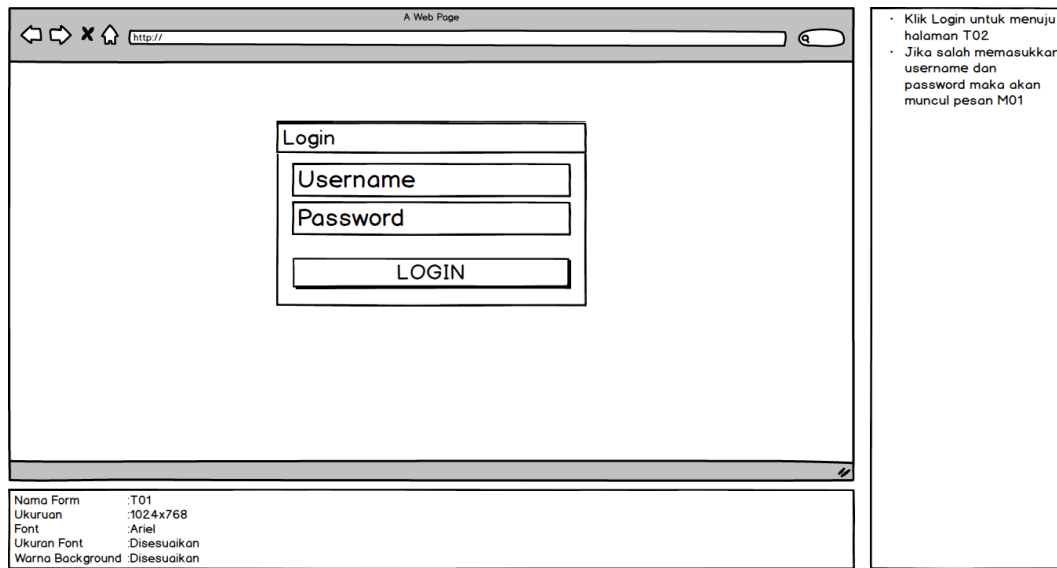 A Web Page
http://
Login
Username
Password
LOGIN
Nama Form :T01
Ukuruan :1024x768
Font :Ariel
Ukuran Font :Disesuaikan
Warna Background :Disesuaikan
· Klik Login untuk menuju
halaman T02
· Jika salah memasukkan
username dan
password maka akan
muncul pesan M01